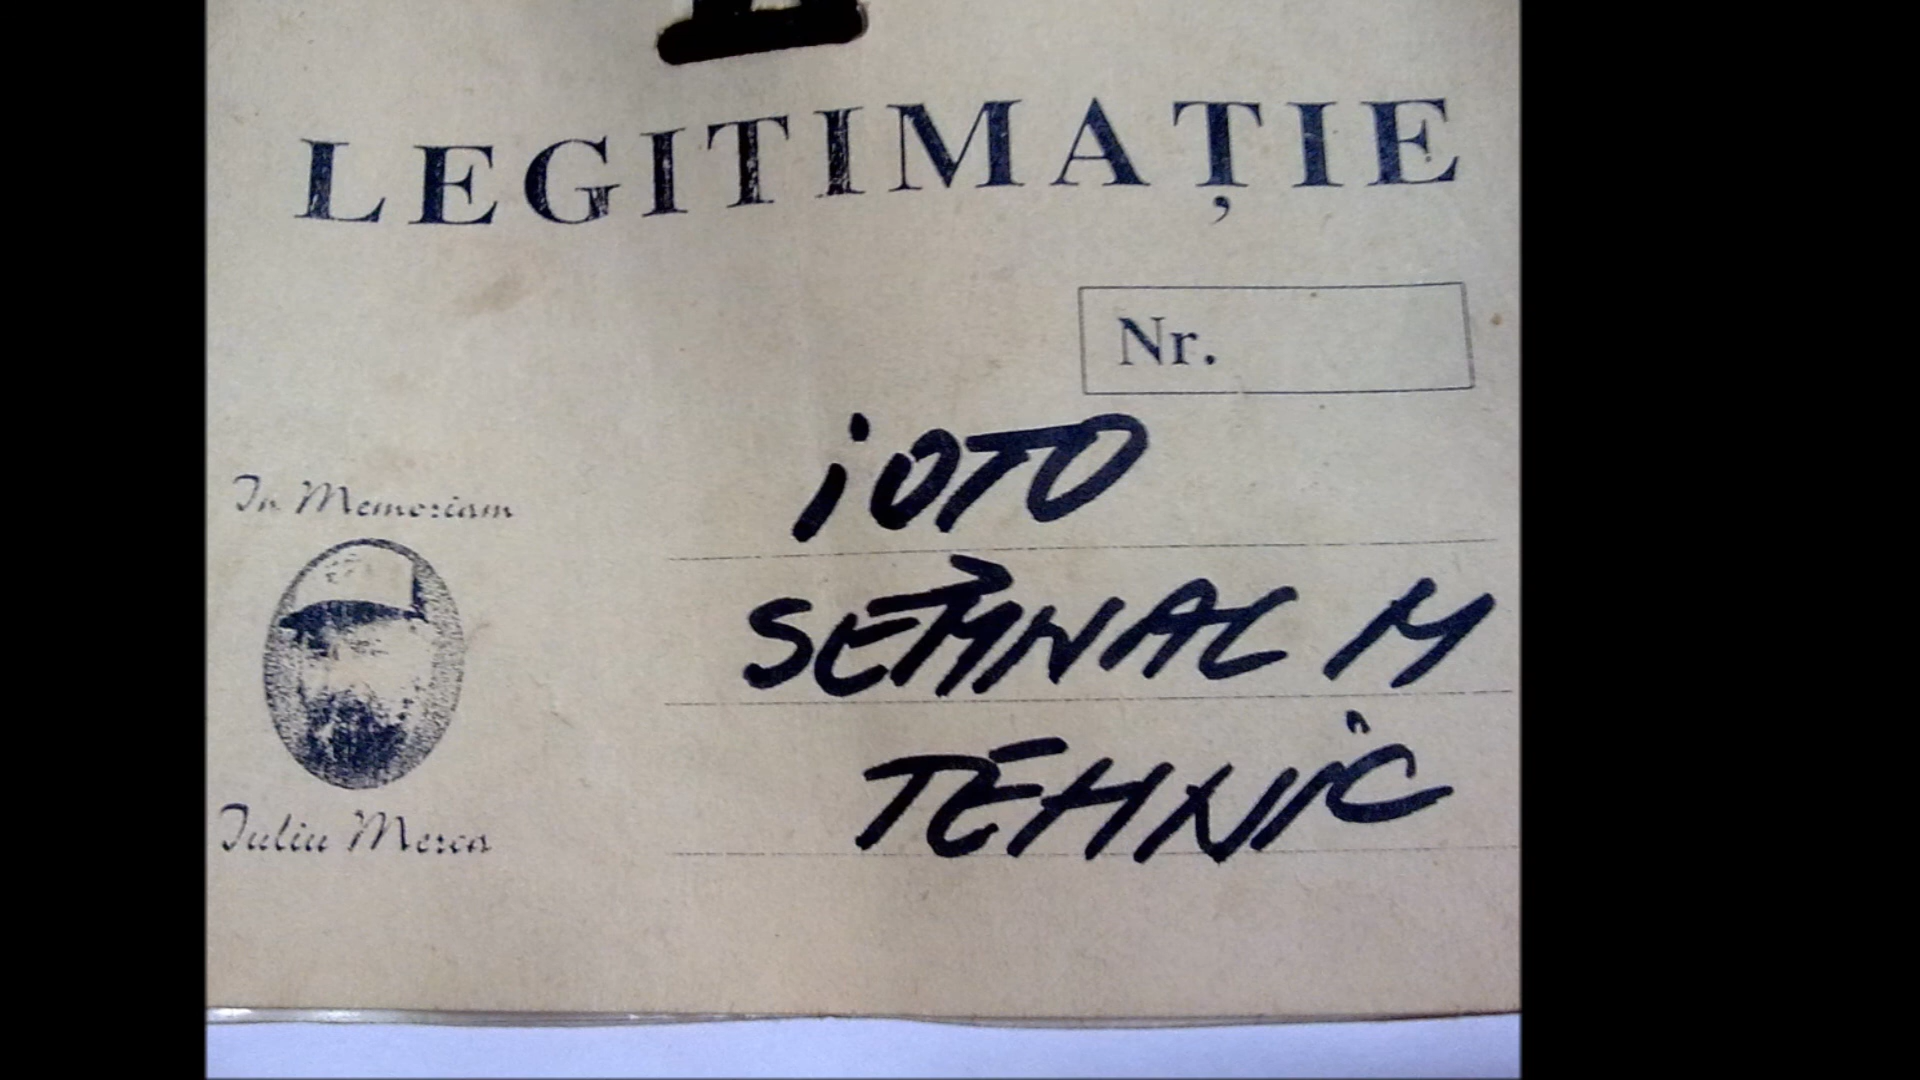 LEGITIMAȚIE
Nr.
iOTO
SEMNAL M
TEHNIC
In Memoriam
Iuliu Merca